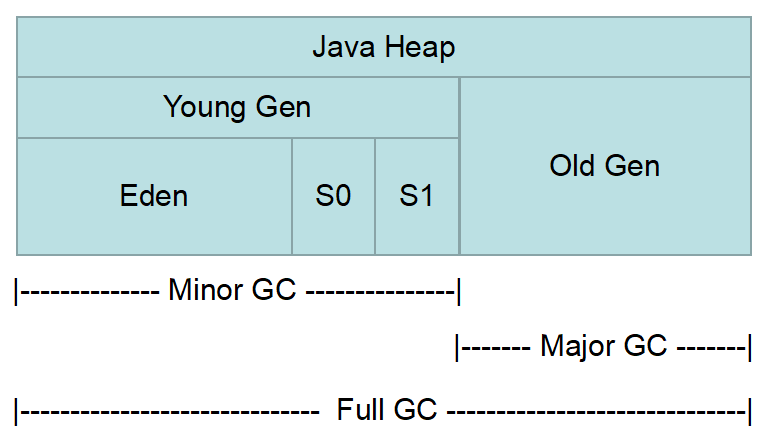 Java Heap
Young Gen
Old Gen
Eden
S0
S1
|-------------- Minor GC ---------------|
|------- Major GC -------|
|------------------------------ Full GC ------------------------------|